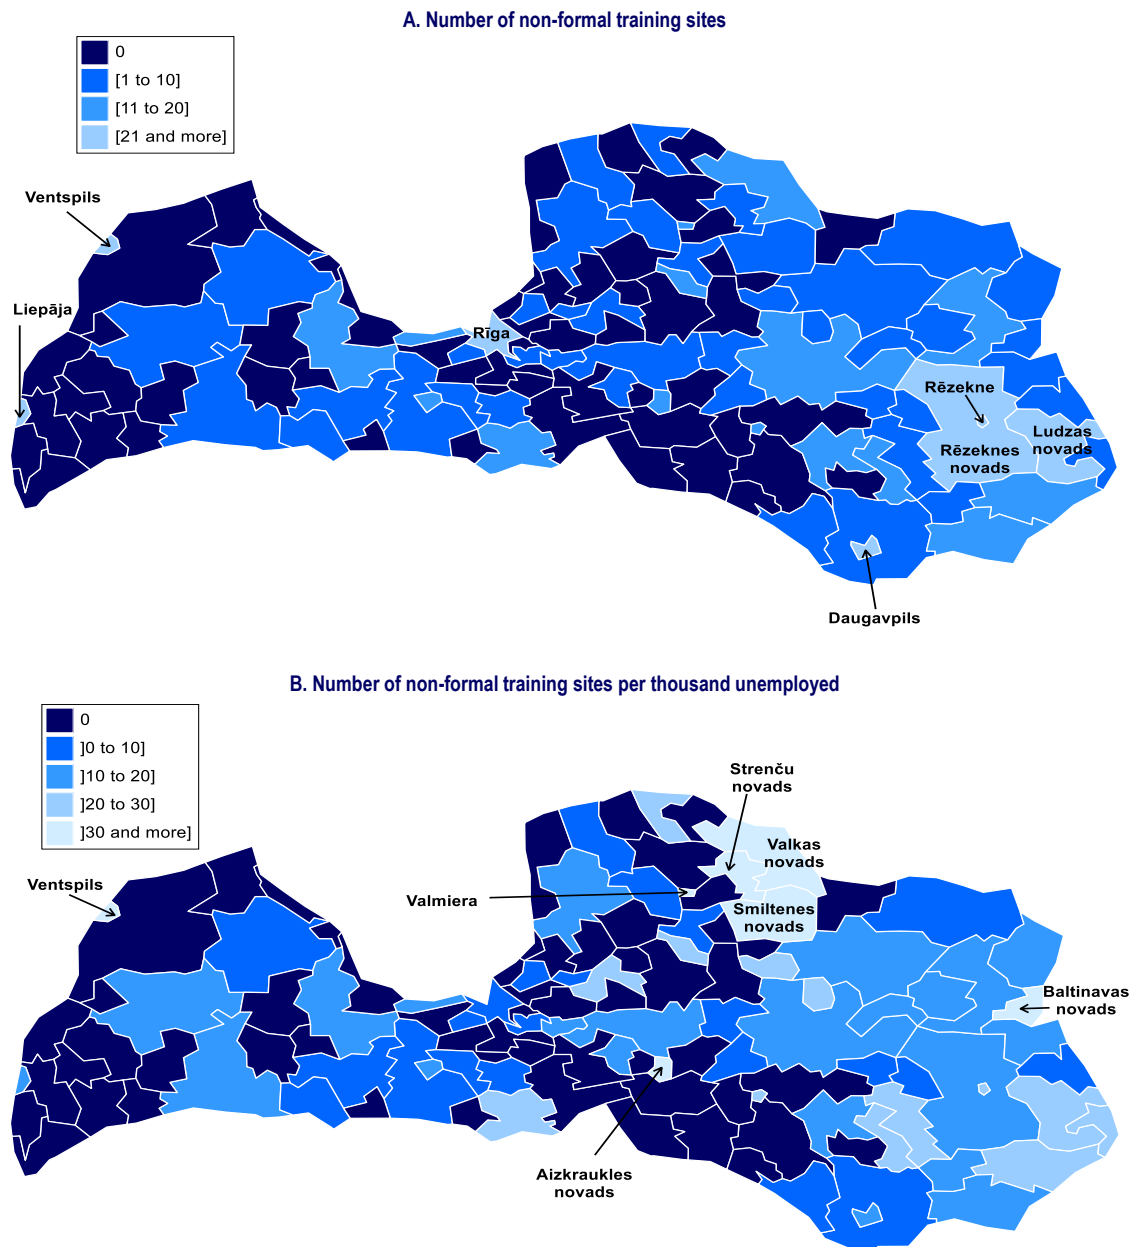 A. Number of non-formal training sites
0
[1 to 10]
[11 to 20]
[21 and more]
Ventspils
Liepāja
Rīga
Rēzekne
Ludzas
novads
Rēzeknes
novads
Daugavpils
B. Number of non-formal training sites per thousand unemployed
0
]0 to 10]
]10 to 20]
]20 to 30]
]30 and more]
Strenču
novads
Valkas
novads
Ventspils
Valmiera
Smiltenes
novads
Baltinavas
novads
Aizkraukles
novads